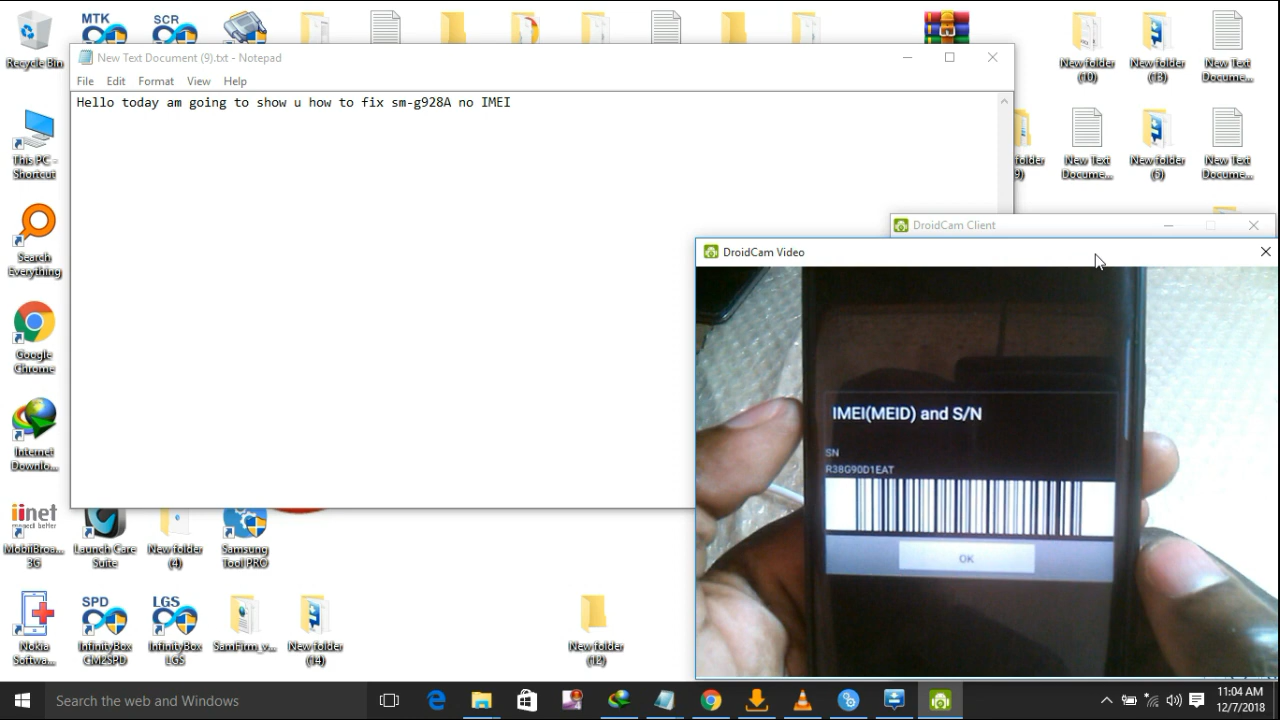 MTK
SCR
Recycle Bin
New folder
(10)
New folder
(13)
New Text
Docume...
New Text Document (9).txt - Notepad
File Edit Format View Help
Hello today am going to show u how to fix sm-g928A no IMEI
This PC -
Shortcut
folder
9)
New Text
Docume...
New folder
(5)
New Text
Docume...
Search
Everything
DroidCam Client
DroidCam Video
Google
Chrome
IMEI(MEID) and S/N
SN
R38G90D1EAT
OK
Internet
Downlo...
iinet
MobilBroa...
3G
Launch Care
Suite
New folder
(4)
Samsung
Tool PRO
SPD
LGS
Nokia
Softwa...
InfinityBox
CM2SPD
InfinityBox
LGS
SamFirm_v...
New folder
(14)
New folder
(12)
Search the web and Windows
11:04 AM
12/7/2018